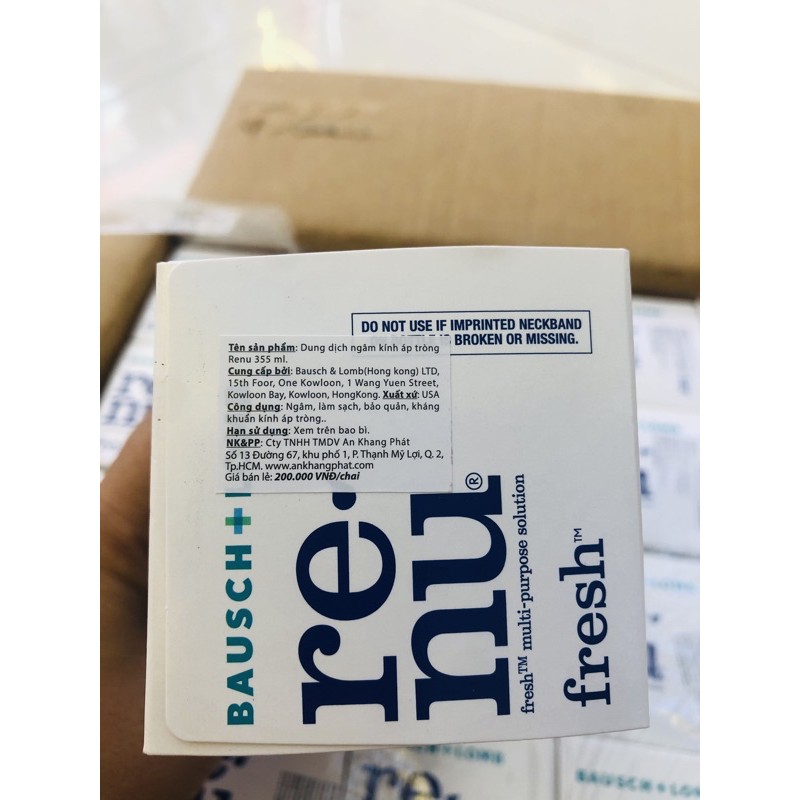 DO NOT USE IF IMPRINTED NECKBAND
BROKEN OR MISSING.
Tên sản phẩm: Dung dịch ngâm kính áp tròng
Renu 355 ml.
Cung cấp bởi: Bausch & Lomb(Hong kong) LTD,
15th Foor, One Kowloon, 1 Wang Yuen Street,
Kowloon Bay, Kowloon, HongKong. Xuất xứ: USA
Công dụng: Ngâm, làm sạch, bảo quản, kháng
khuẩn kính áp tròng..
Hạn sử dụng: Xem trên bao bì.
NK&PP: Cty TNHH TMDV An Khang Phát
Số 13 Đường 67, khu phố 1, P. Thạnh Mỹ Lợi, Q. 2,
Tp.HCM. www.ankhangphat.com
Giá bán lẻ: 200.000 VNĐ/chai
BAUSCH +
re
nu®
fresh™ multi-purpose solution
fresh™
re
BAUSCH + LO